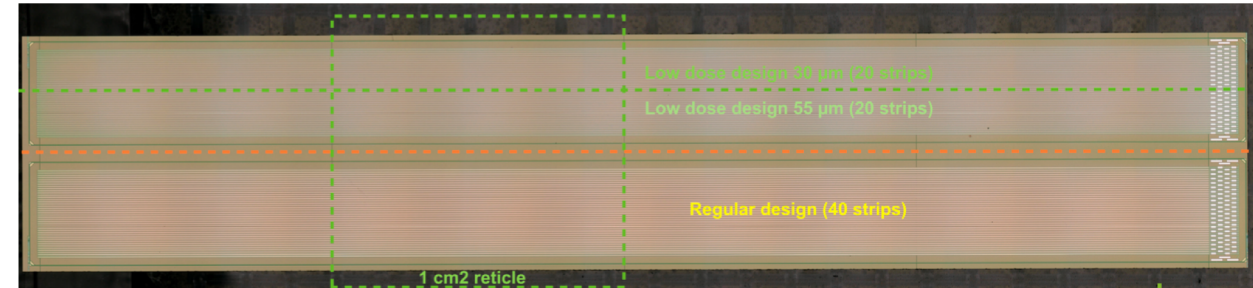 Low dose design 30 µm (20 strips)
Low dose design 55 µm (20 strips)
Regular design (40 strips)
1 cm2 reticle